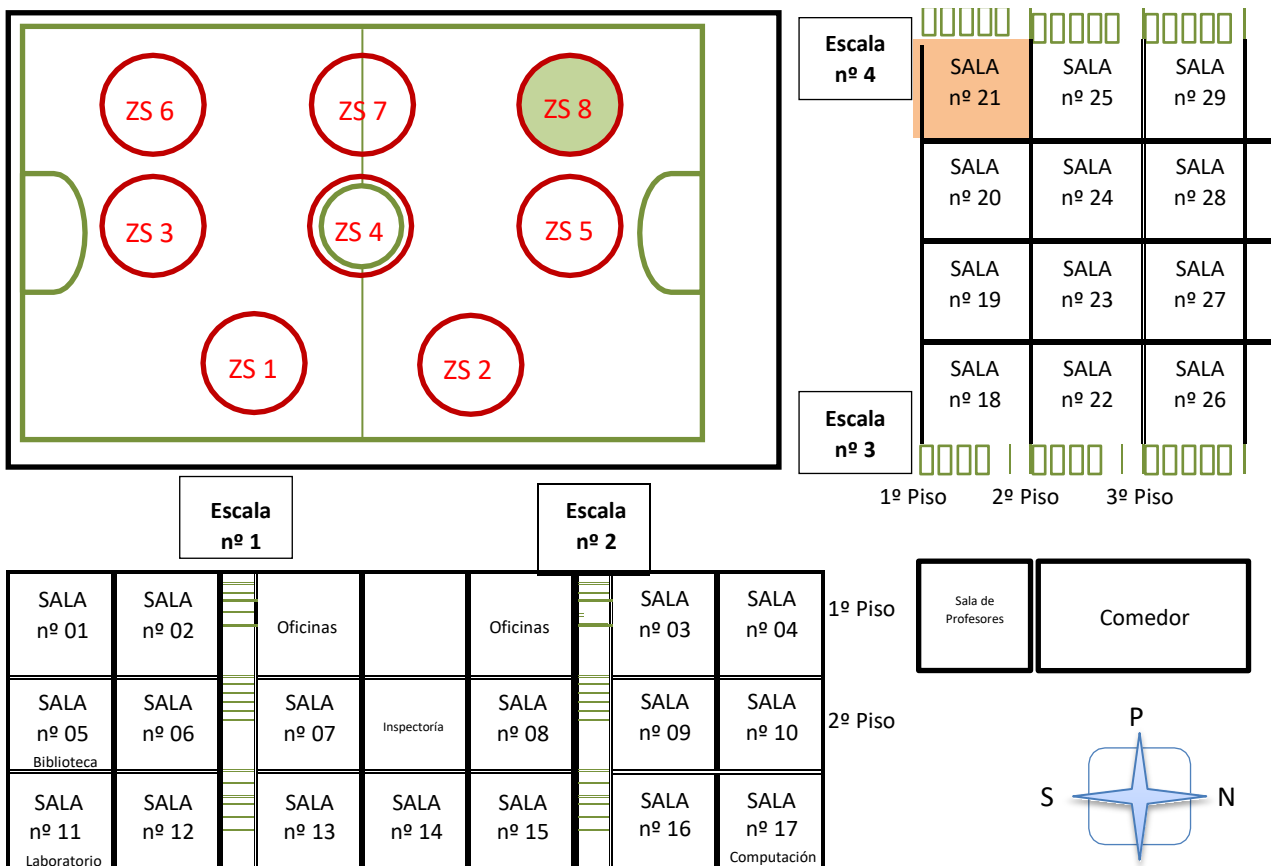 ZS 6
ZS 7
ZS 8
ZS 3
ZS 4
ZS 5
ZS 1
ZS 2
Escala
nº 4
SALA
nº 21
SALA
nº 25
SALA
nº 29
SALA
nº 20
SALA
nº 24
SALA
nº 28
SALA
nº 19
SALA
nº 23
SALA
nº 27
SALA
nº 18
SALA
nº 22
SALA
nº 26
Escala
nº 3
1º Piso
2º Piso
3º Piso
Escala
nº 1
Escala
nº 2
SALA
nº 01
SALA
nº 02
Oficinas
Oficinas
SALA
nº 03
SALA
nº 04
1º Piso
SALA
nº 05
Biblioteca
SALA
nº 06
SALA
nº 07
Inspectoría
SALA
nº 08
SALA
nº 09
SALA
nº 10
2º Piso
SALA
nº 11
Laboratorio
SALA
nº 12
SALA
nº 13
SALA
nº 14
SALA
nº 15
SALA
nº 16
SALA
nº 17
Computación
Sala de
Profesores
Comedor
P
S
N